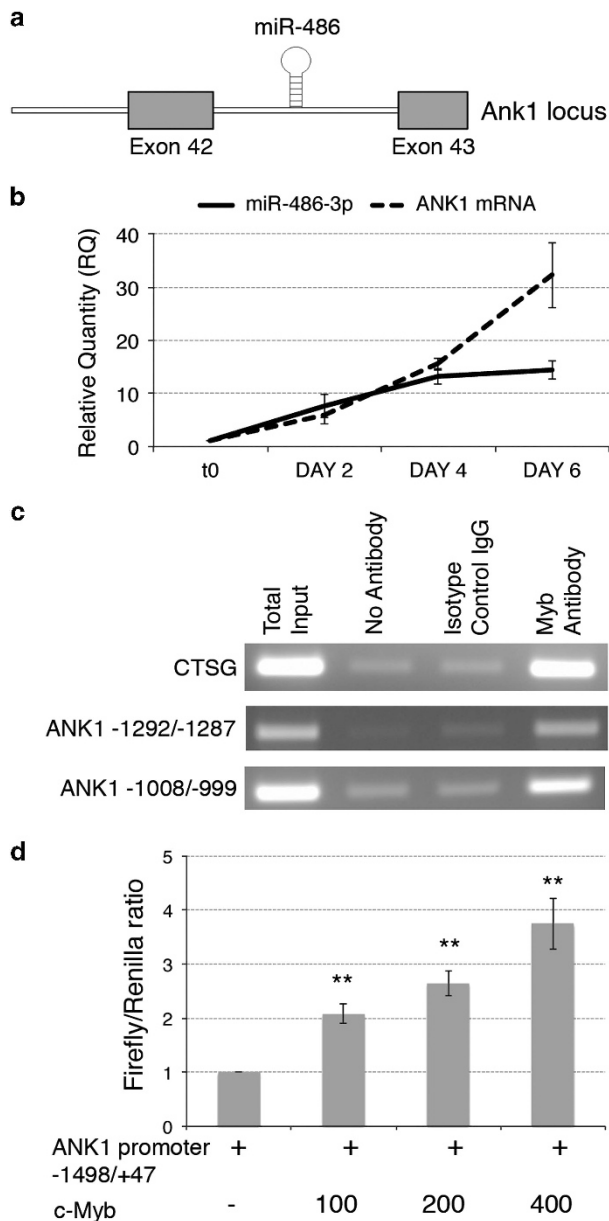 a
miR-486
Ank1 locus
Exon 42
Exon 43
b
miR-486-3p
ANK1 mRNA
Relative Quantity (RQ)
40
30
20
10
0
t0
DAY 2
DAY 4
DAY 6
c
Total
Input
No Antibody
Isotype
Control IgG
Myb
Antibody
CTSG
ANK1 -1292/-1287
ANK1 -1008/-999
d
Firefly/Renilla ratio
5
4
3
2
1
0
**
**
**
ANK1 promoter
-1498/+47
+
+
+
+
c-Myb
-
100
200
400